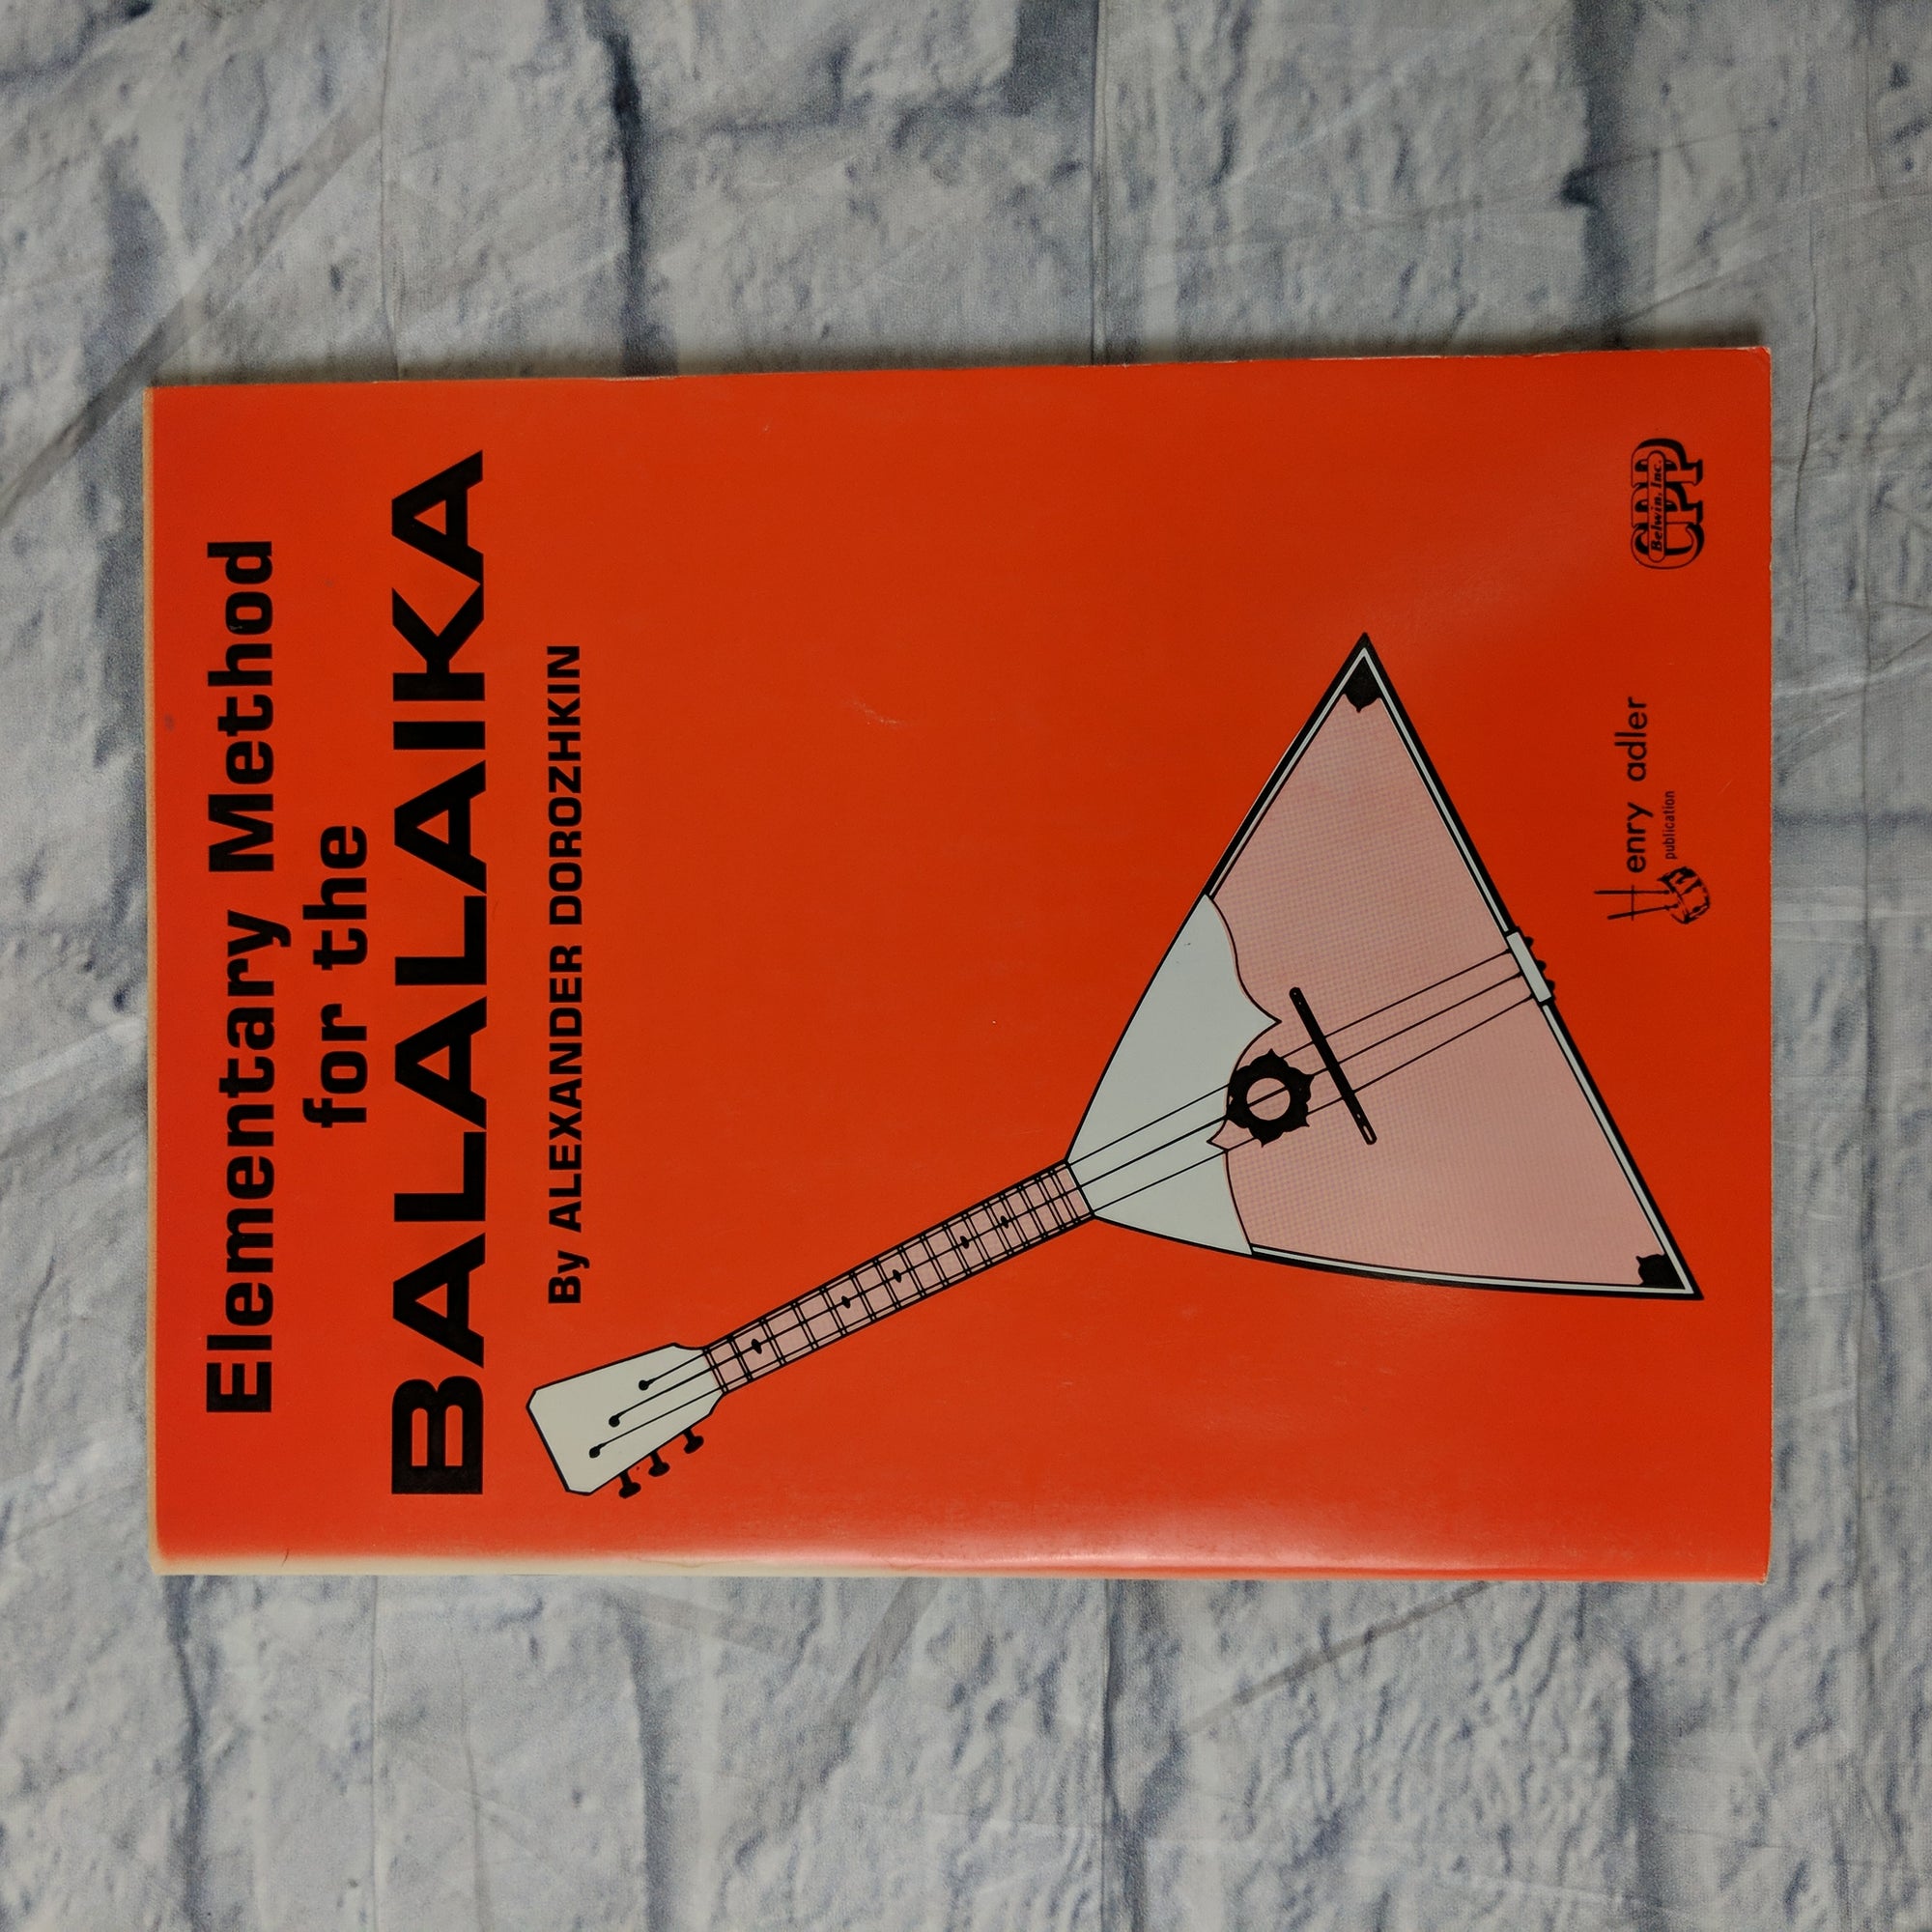 Elementary Method
for the
BALALAIKA
By ALEXANDER DOROZHKIN
Henry adler
publication
CPP
Belwin, Inc.